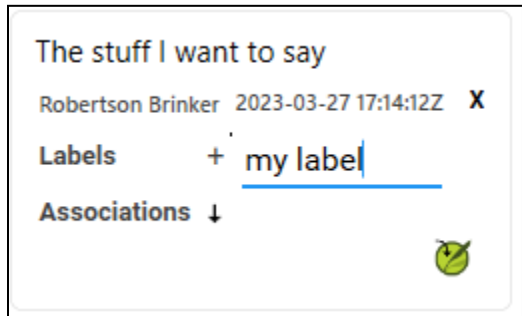 The stuff I want to say
Robertson Brinker 2023-03-27 17:14:12Z X
Labels + my label
Associations ↓